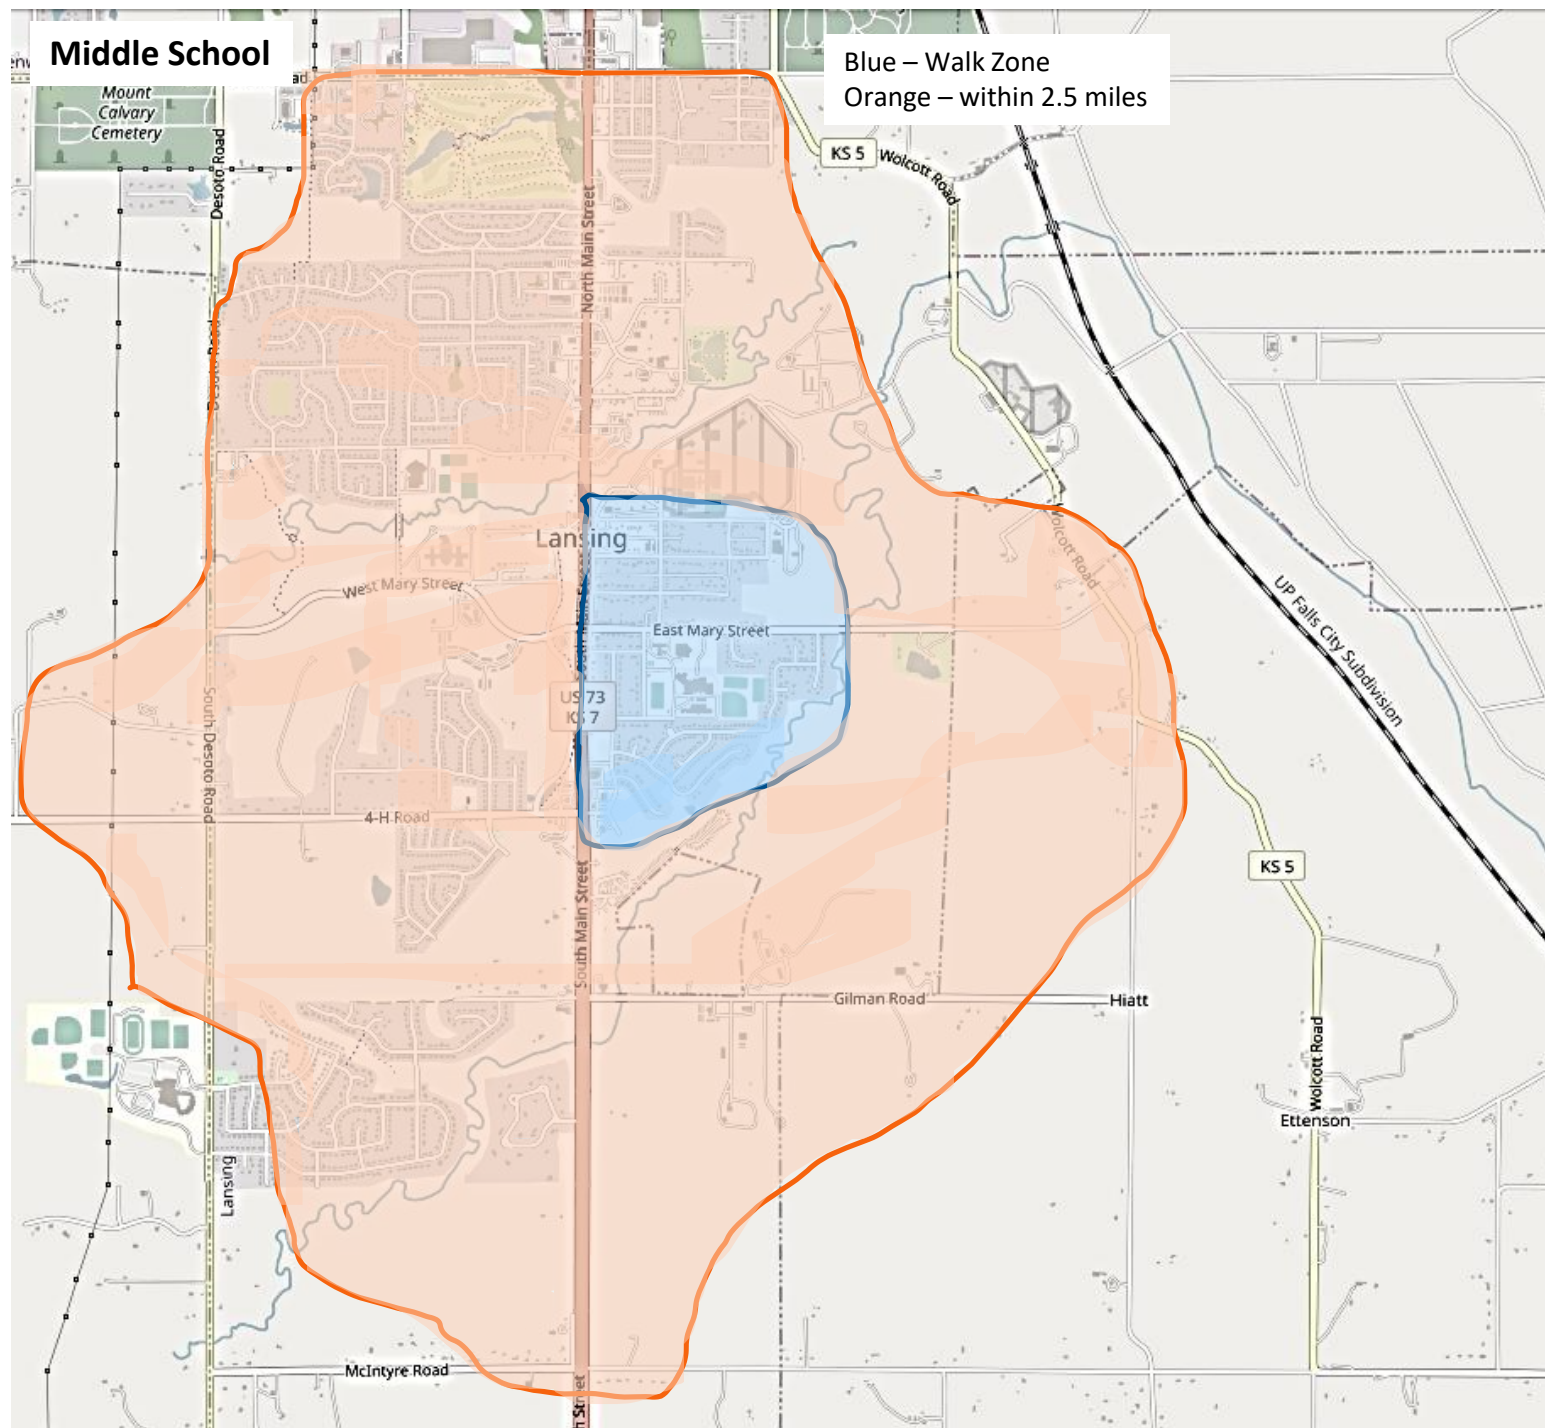 Middle School
Blue – Walk Zone
Orange – within 2.5 miles
Mount
Calvary
Cemetery
Desoto Road
KS 5
Wolcott Road
North Main Street
Desoto Road
Lansing
West Mary Street
East Mary Street
Wolcott Road
UP Falls City Subdivision
US 73
KS 7
South Desoto Road
4-H Road
KS 5
South Main Street
Gilman Road
Hiatt
Wolcott Road
Ettenson
Lansing
McIntyre Road